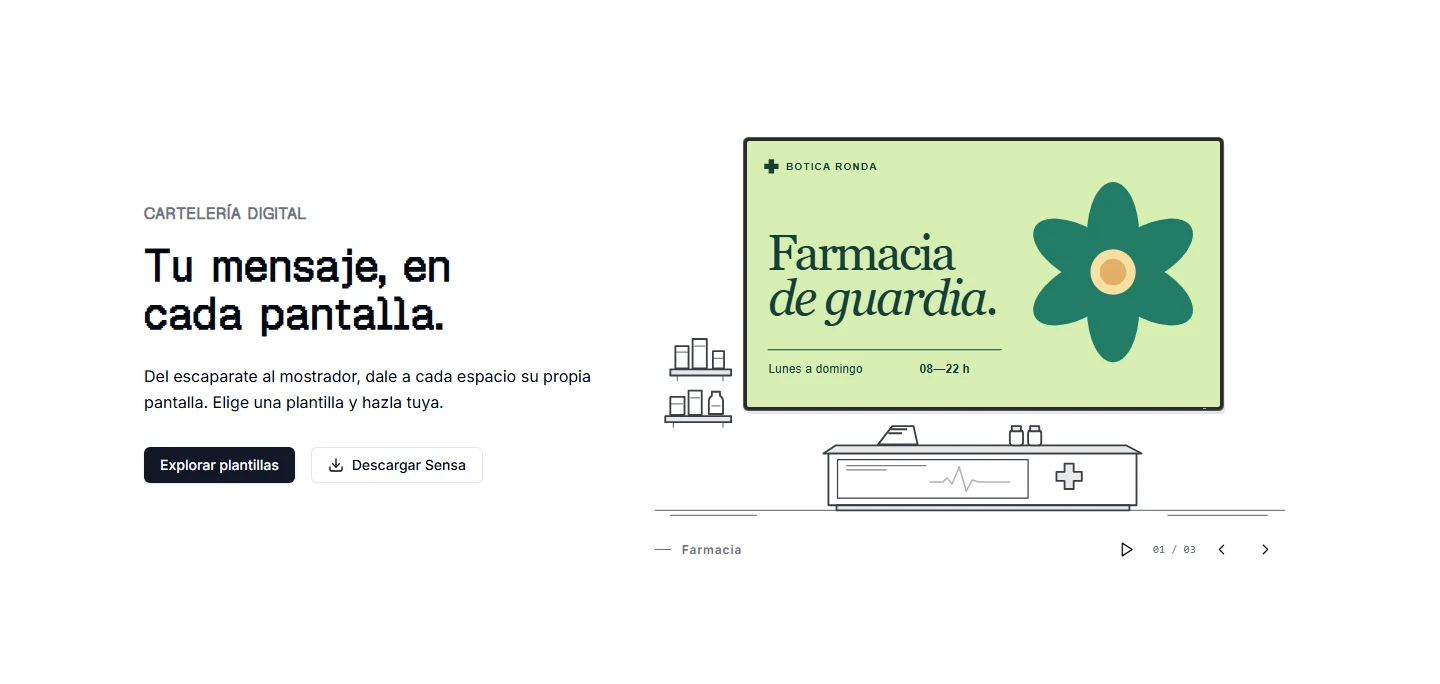 CARTELERÍA DIGITAL
Tu mensaje, en
cada pantalla.
Del escaparate al mostrador, dale a cada espacio su propia
pantalla. Elige una plantilla y hazla tuya.
Explorar plantillas
Descargar Sensa
BOTICA RONDA
Farmacia
de guardia.
Lunes a domingo 08—22 h
Farmacia
01 / 03